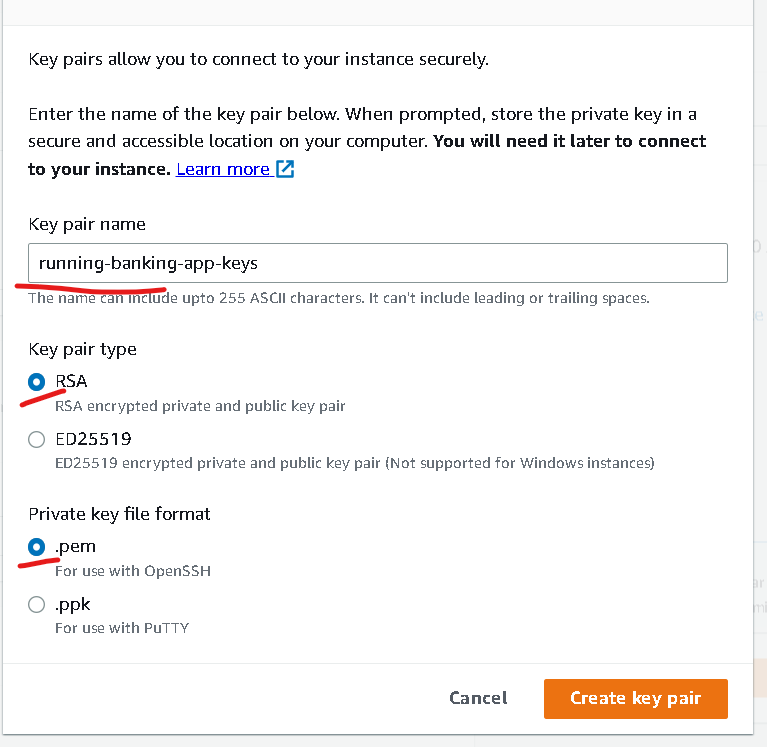 Key pairs allow you to connect to your instance securely.
Enter the name of the key pair below. When prompted, store the private key in a
secure and accessible location on your computer. You will need it later to connect
to your instance. Learn more
Key pair name
running-banking-app-keys
The name can include upto 255 ASCII characters. It can't include leading or trailing spaces.
Key pair type
RSA
RSA encrypted private and public key pair
ED25519
ED25519 encrypted private and public key pair (Not supported for Windows instances)
Private key file format
.pem
For use with OpenSSH
.ppk
For use with PuTTY
Cancel
Create key pair